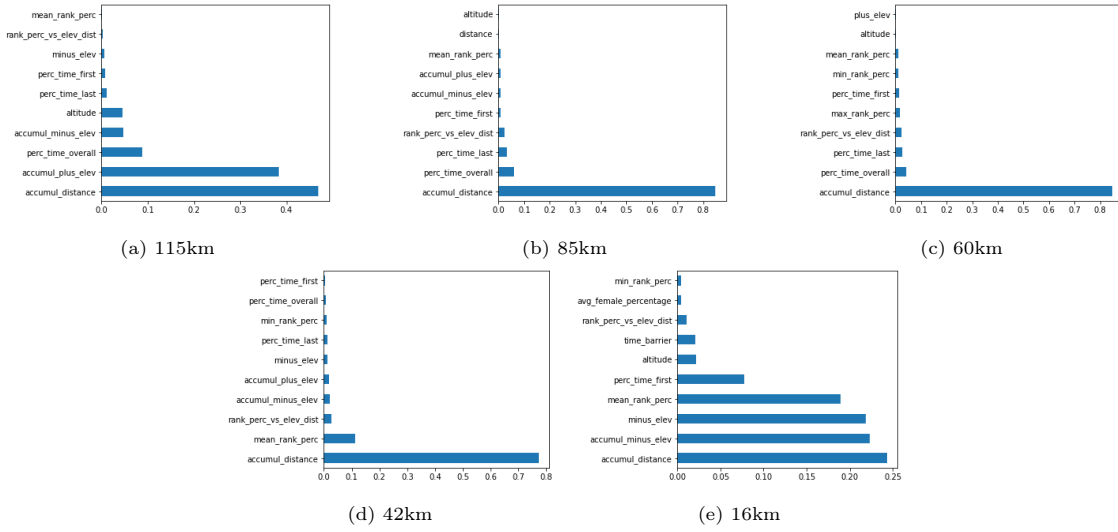 mean_rank_perc
rank_perc_vs_elev_dist
minus_elev
perc_time_first
perc_time_last
altitude
accumul_minus_elev
perc_time_overall
accumul_plus_elev
accumul_distance
0.0 0.1 0.2 0.3 0.4
(a) 115km
altitude
distance
mean_rank_perc
accumul_plus_elev
accumul_minus_elev
perc_time_first
rank_perc_vs_elev_dist
perc_time_last
perc_time_overall
accumul_distance
0.0 0.1 0.2 0.3 0.4 0.5 0.6 0.7 0.8
(b) 85km
plus_elev
altitude
mean_rank_perc
min_rank_perc
perc_time_first
max_rank_perc
rank_perc_vs_elev_dist
perc_time_last
perc_time_overall
accumul_distance
0.0 0.1 0.2 0.3 0.4 0.5 0.6 0.7 0.8
(c) 60km
perc_time_first
perc_time_overall
min_rank_perc
perc_time_last
minus_elev
accumul_plus_elev
accumul_minus_elev
rank_perc_vs_elev_dist
mean_rank_perc
accumul_distance
0.0 0.1 0.2 0.3 0.4 0.5 0.6 0.7 0.8
(d) 42km
min_rank_perc
avg_female_percentage
rank_perc_vs_elev_dist
time_barrier
altitude
perc_time_first
mean_rank_perc
minus_elev
accumul_minus_elev
accumul_distance
0.00 0.05 0.10 0.15 0.20 0.25
(e) 16km